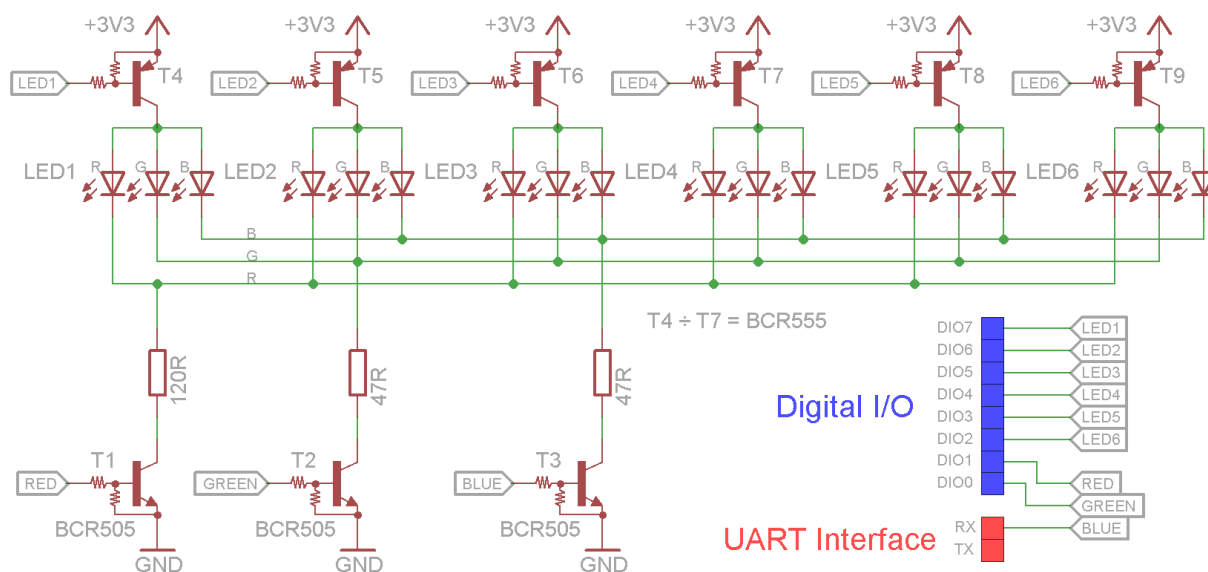 +3V3 +3V3 +3V3 +3V3 +3V3 +3V3
T4 T5 T6 T7 T8 T9
LED1 LED2 LED3 LED4 LED5 LED6
R G B R G B R G B R G B R G B R G B
LED1 LED2 LED3 LED4 LED5 LED6
B
G
R
T4 ÷ T7 = BCR555
120R 47R 47R
T1 T2 T3
RED GREEN BLUE
BCR505 BCR505 BCR505
GND GND GND
Digital I/O
DIO7 LED1
DIO6 LED2
DIO5 LED3
DIO4 LED4
DIO3 LED5
DIO2 LED6
DIO1 RED
DIO0 GREEN
UART Interface
RX BLUE
TX